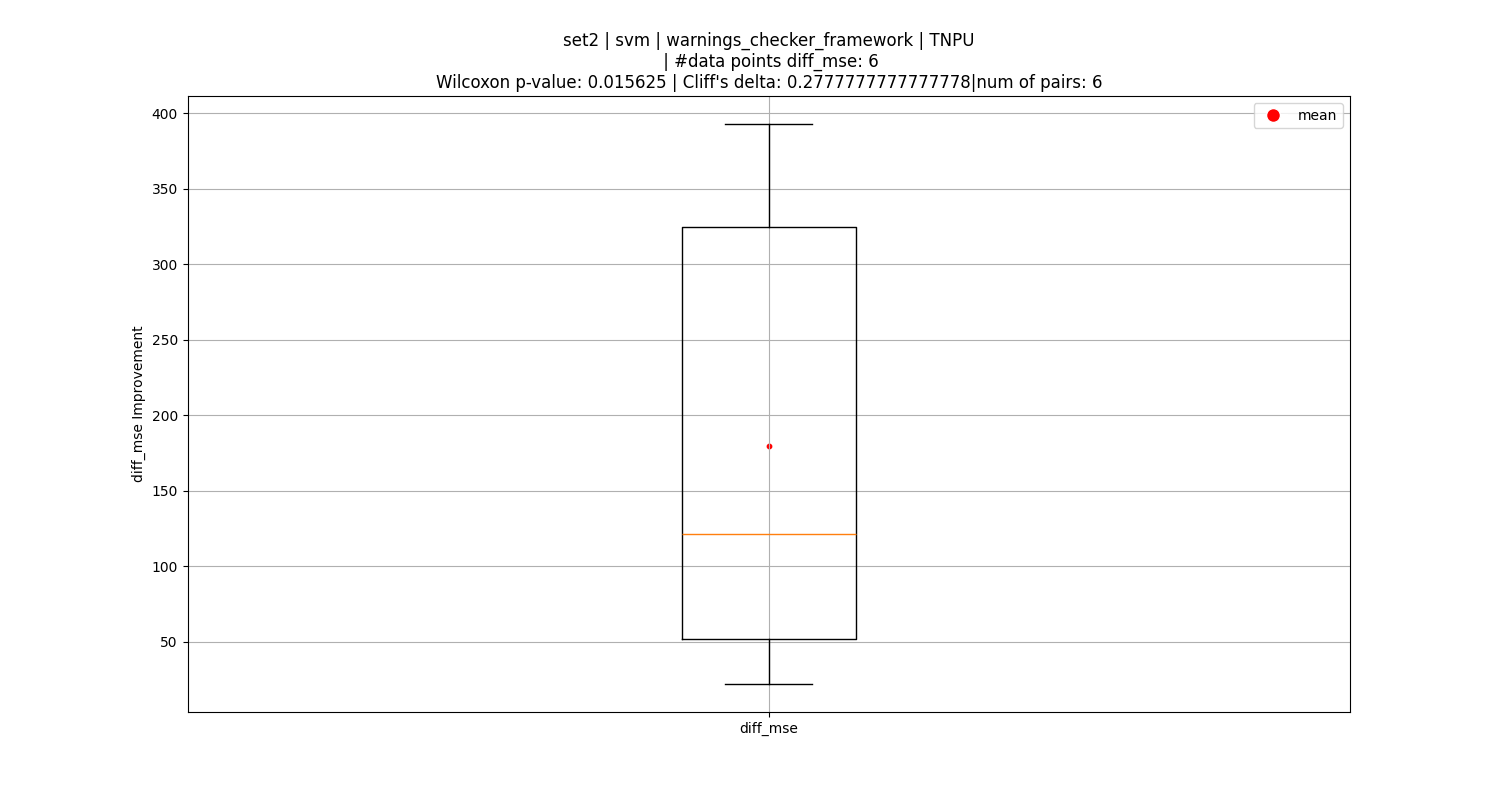 set2 | svm | warnings_checker_framework | TNPU
| #data points diff_mse: 6
Wilcoxon p-value: 0.015625 | Cliff's delta: 0.2777777777777778|num of pairs: 6
mean
400
350
300
250
200
150
100
50
diff_mse Improvement
diff_mse